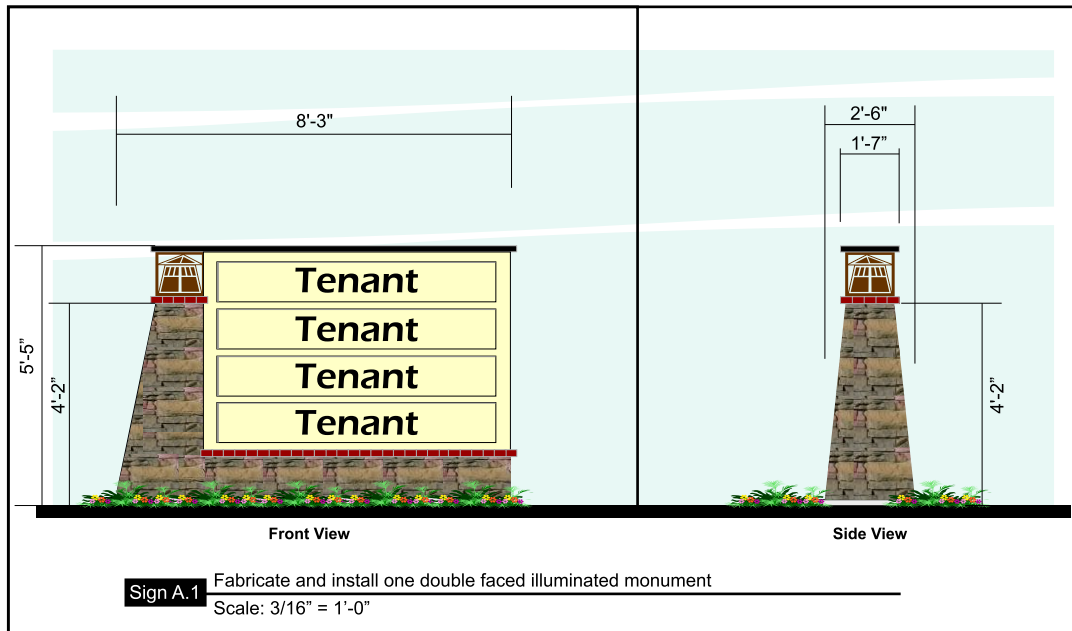 8'-3"
2'-6"
1'-7”
Tenant
Tenant
Tenant
Tenant
5'-5”
4'-2”
4'-2”
Front View
Side View
Sign A.1
Fabricate and install one double faced illuminated monument
Scale: 3/16” = 1’-0”